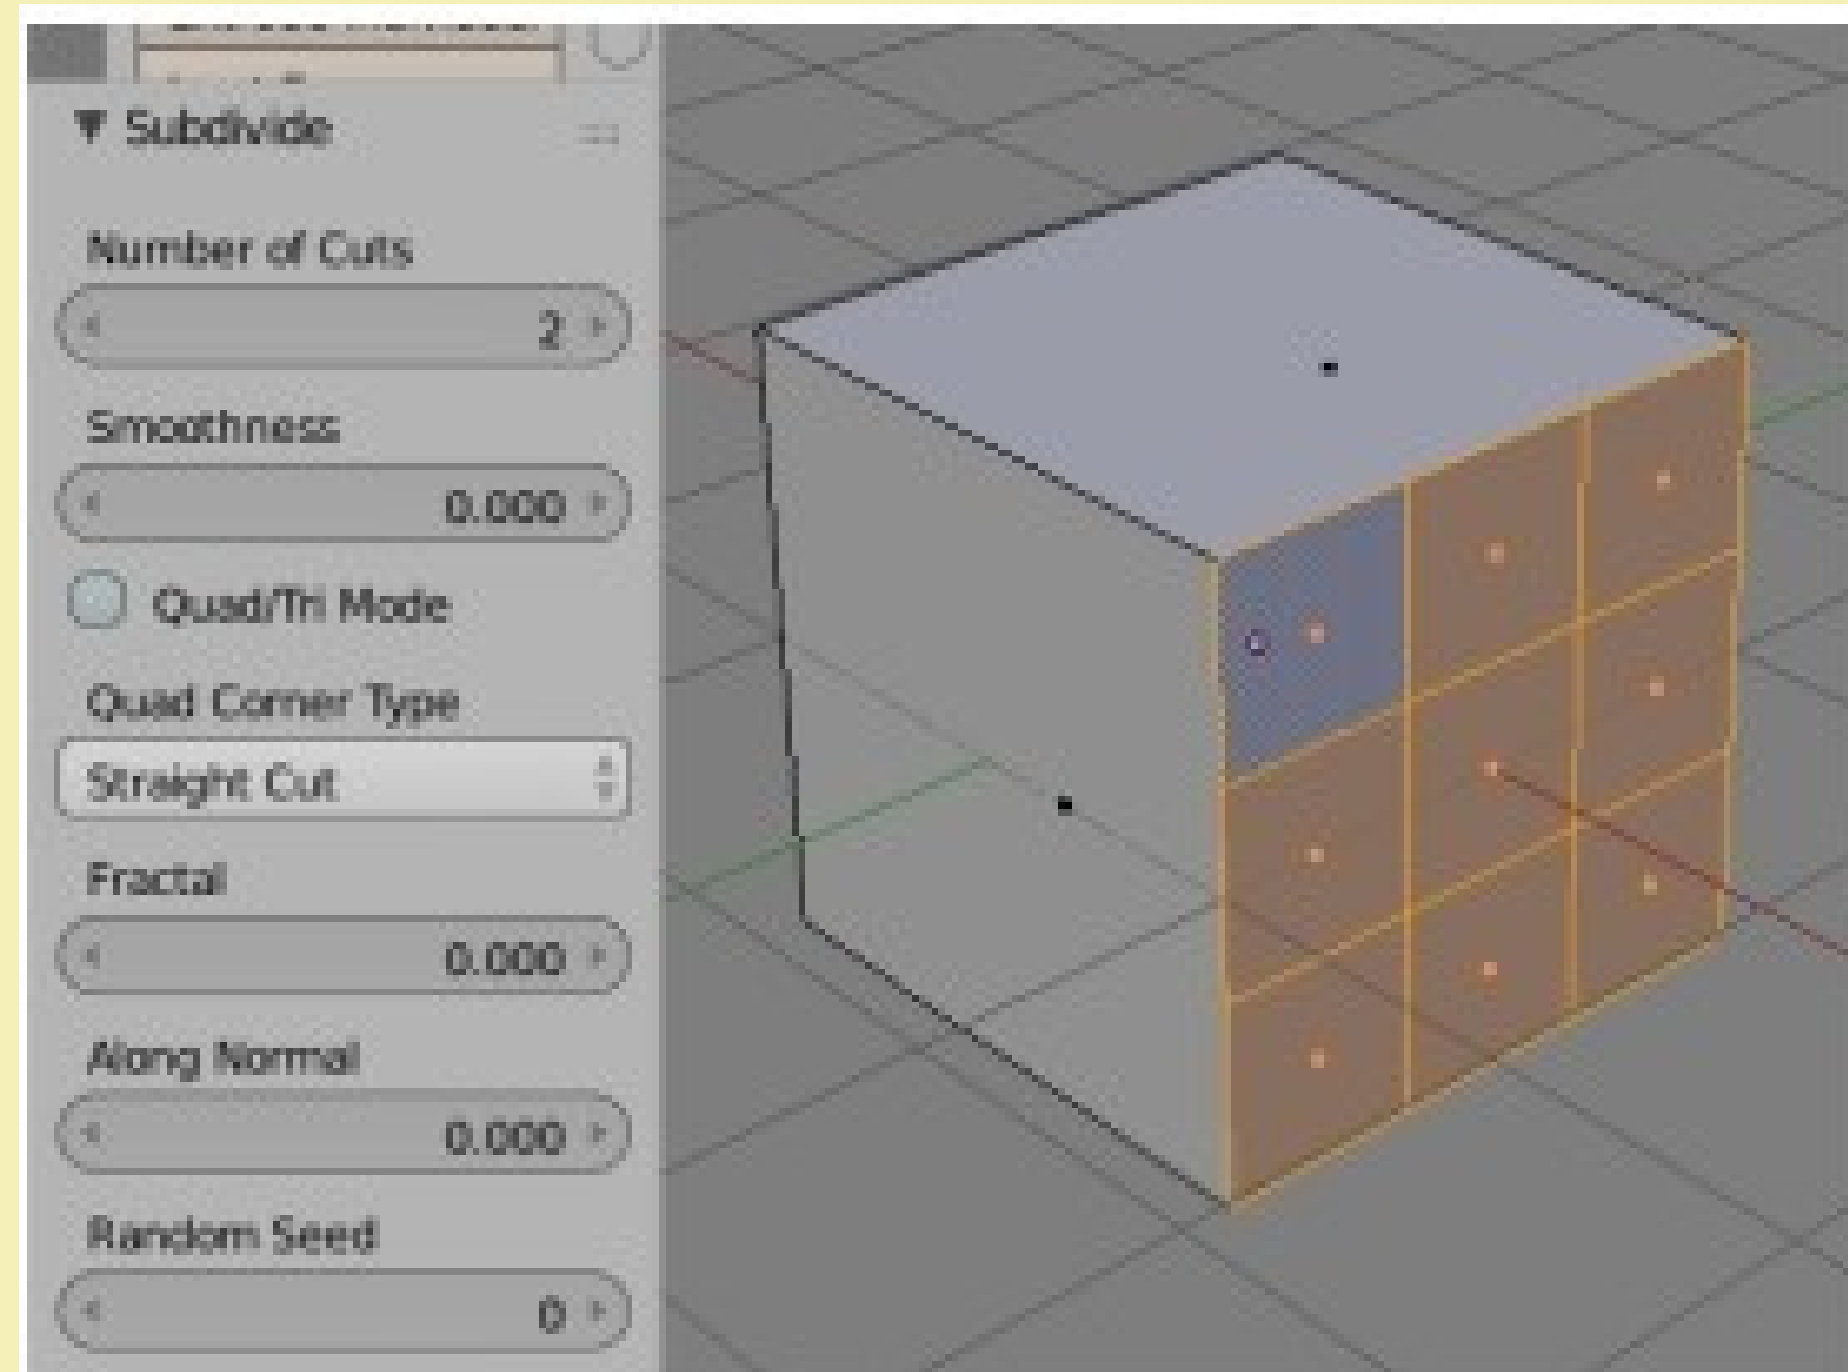 Subdivide
Number of Cuts
2
Smoothness
0.000
Quad/Tri Mode
Quad Corner Type
Straight Cut
Fractal
0.000
Along Normal
0.000
Random Seed
0